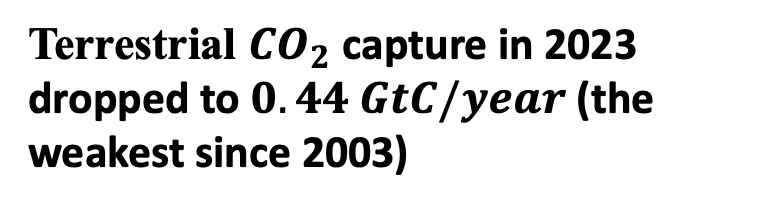 Terrestrial CO₂ capture in 2023
dropped to 0.44 GtC/year (the
weakest since 2003)